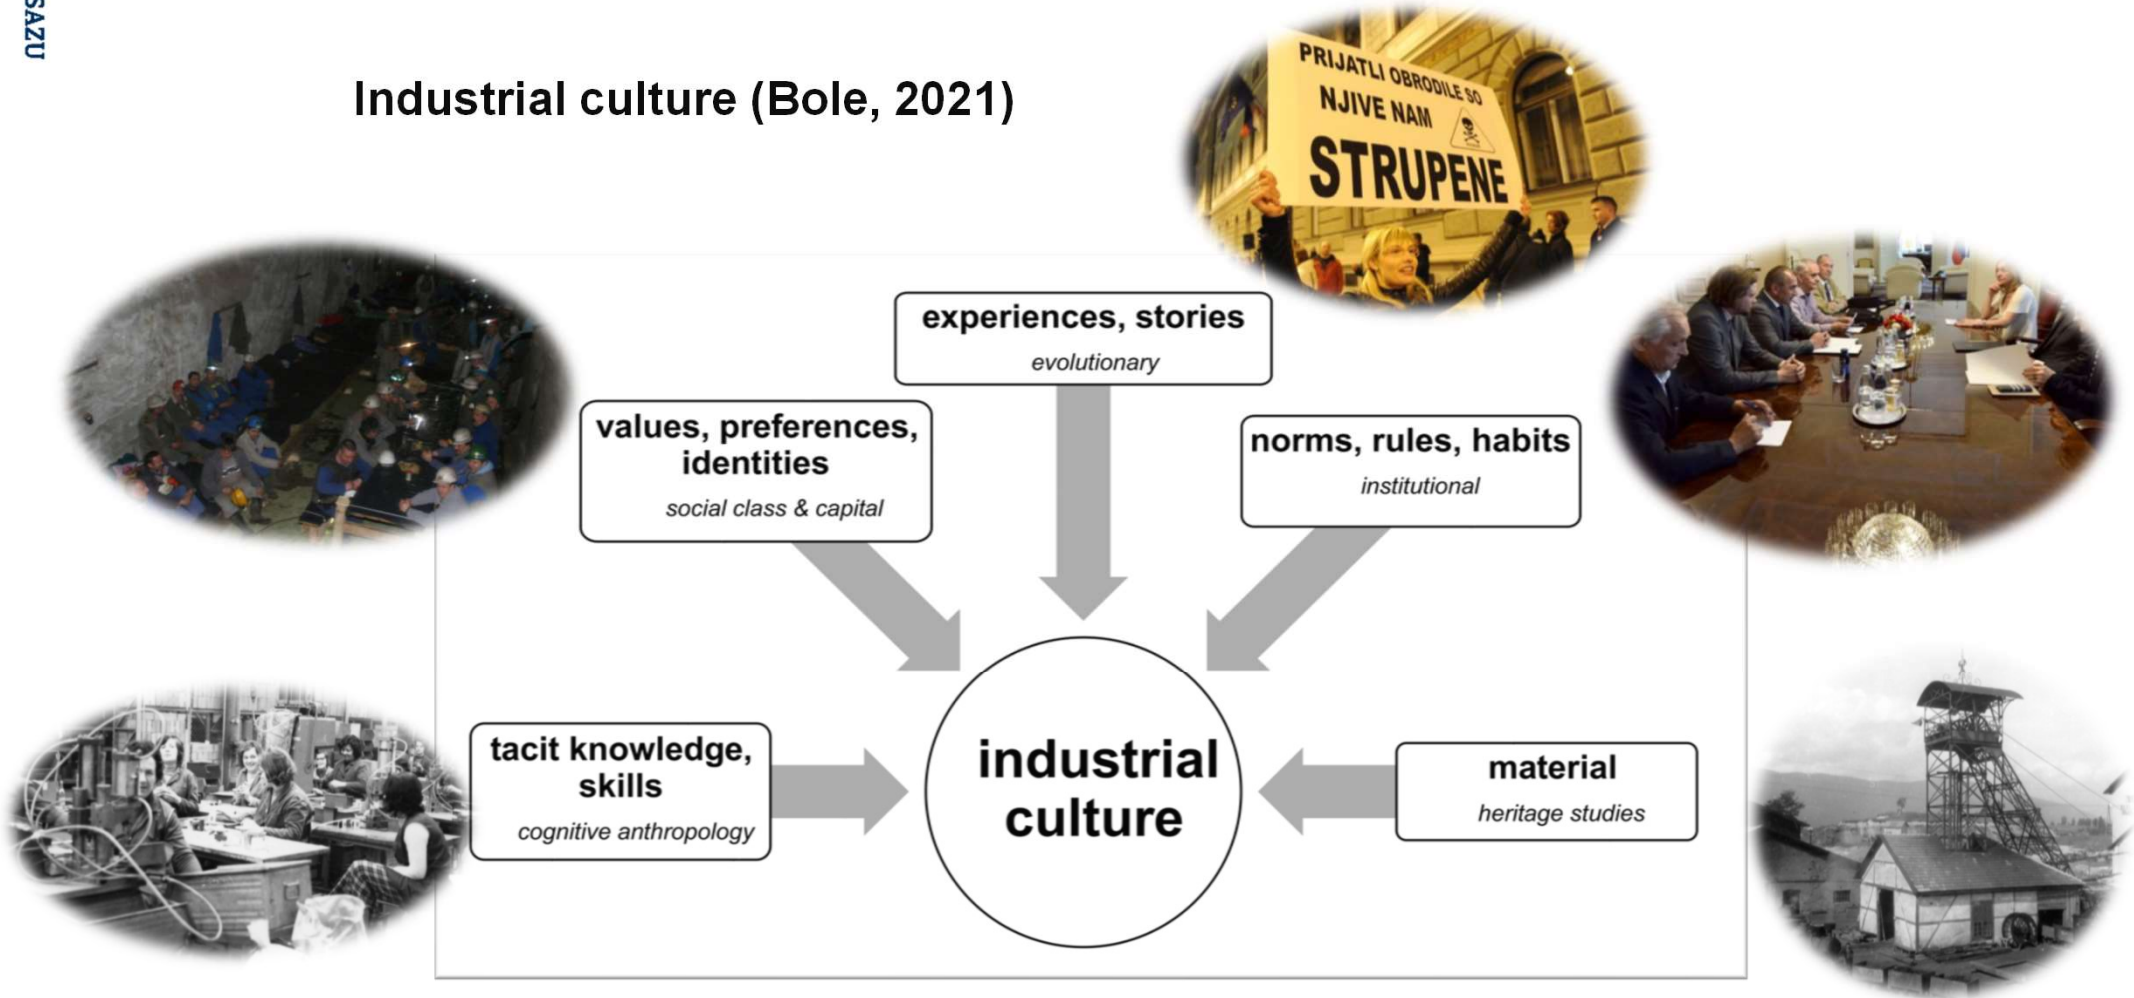 SAZU
Industrial culture (Bole, 2021)
PRIJATLI OBRODILE SO
NJIVE NAM
STRUPENE
experiences, stories
evolutionary
values, preferences,
identities
social class & capital
norms, rules, habits
institutional
tacit knowledge,
skills
cognitive anthropology
industrial
culture
material
heritage studies